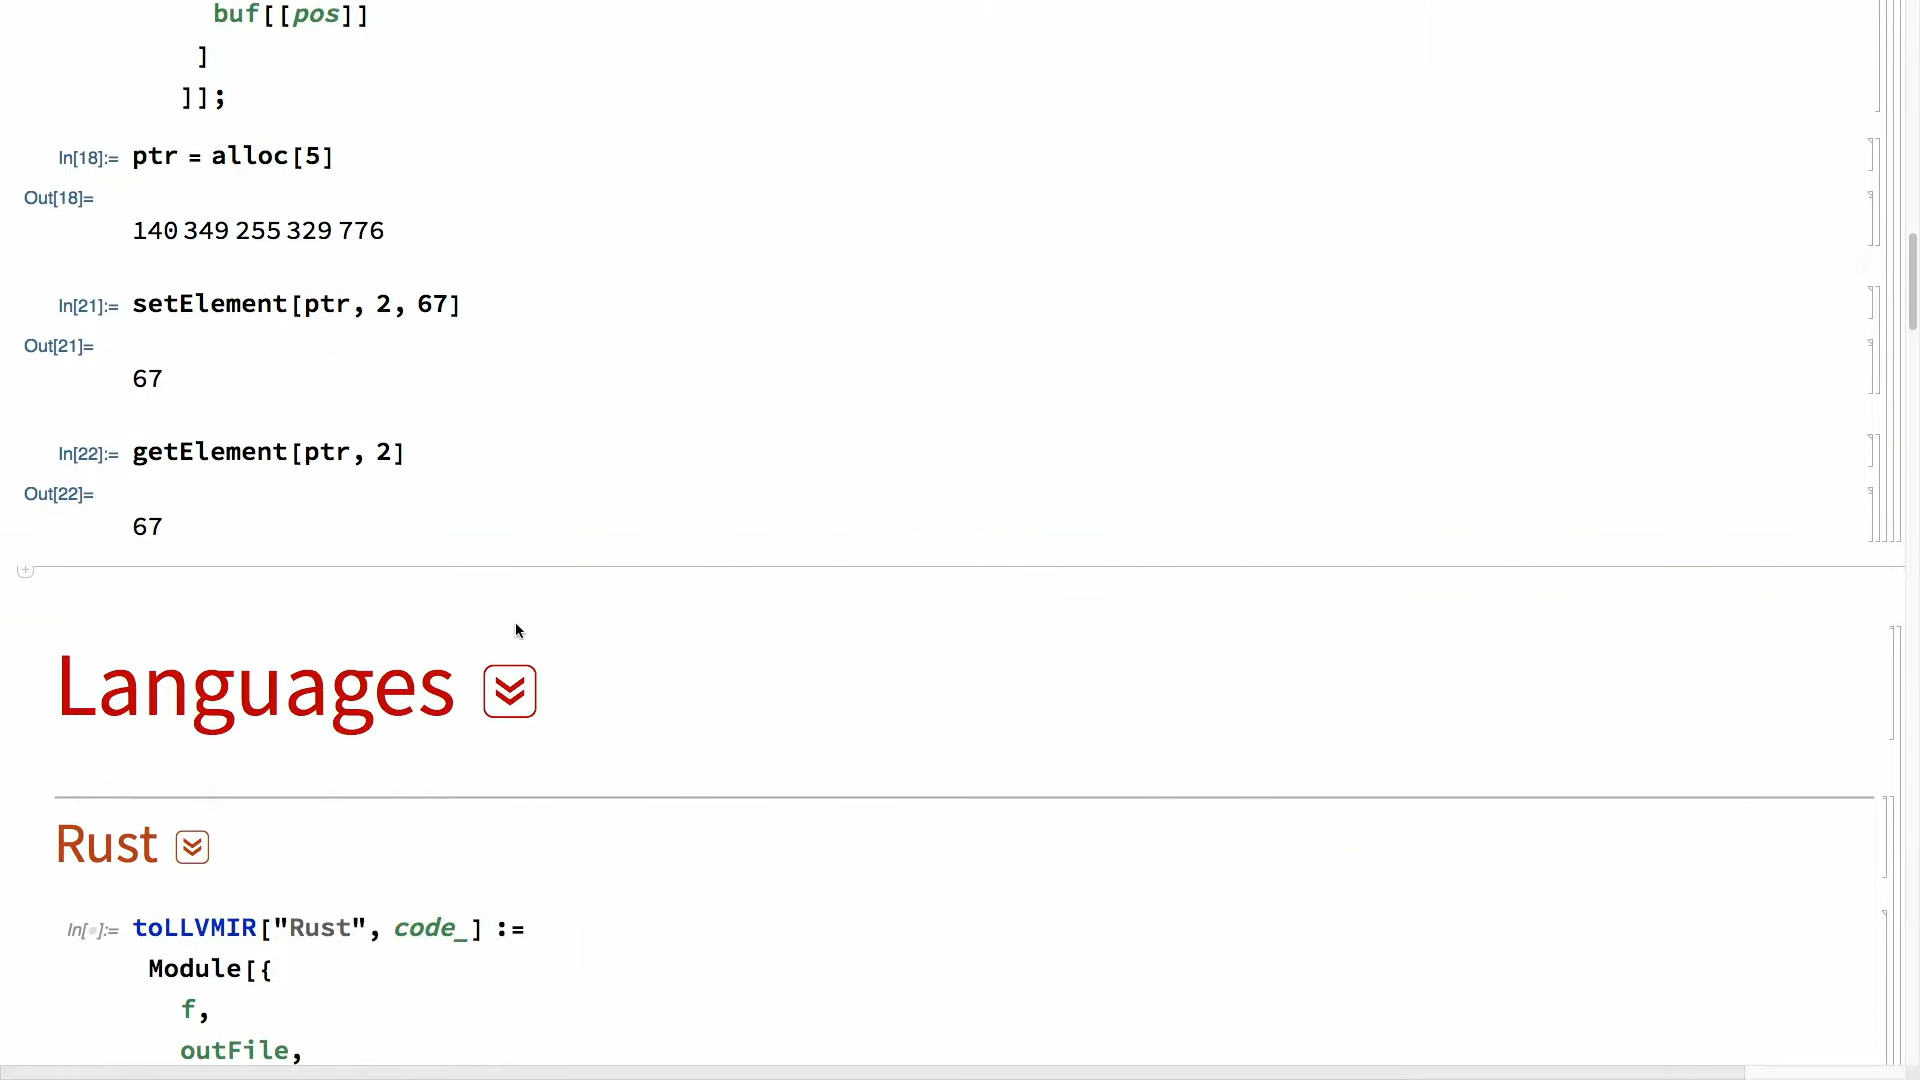 buf[[pos]]
]
]];
In[18]:= ptr = alloc[5]
Out[18]=
140 349 255 329 776
In[21]:= setElement[ptr, 2, 67]
Out[21]=
67
In[22]:= getElement[ptr, 2]
Out[22]=
67
Languages
Rust
In[•]:= toLLVMIR["Rust", code_] :=
Module[{
f,
outFile,